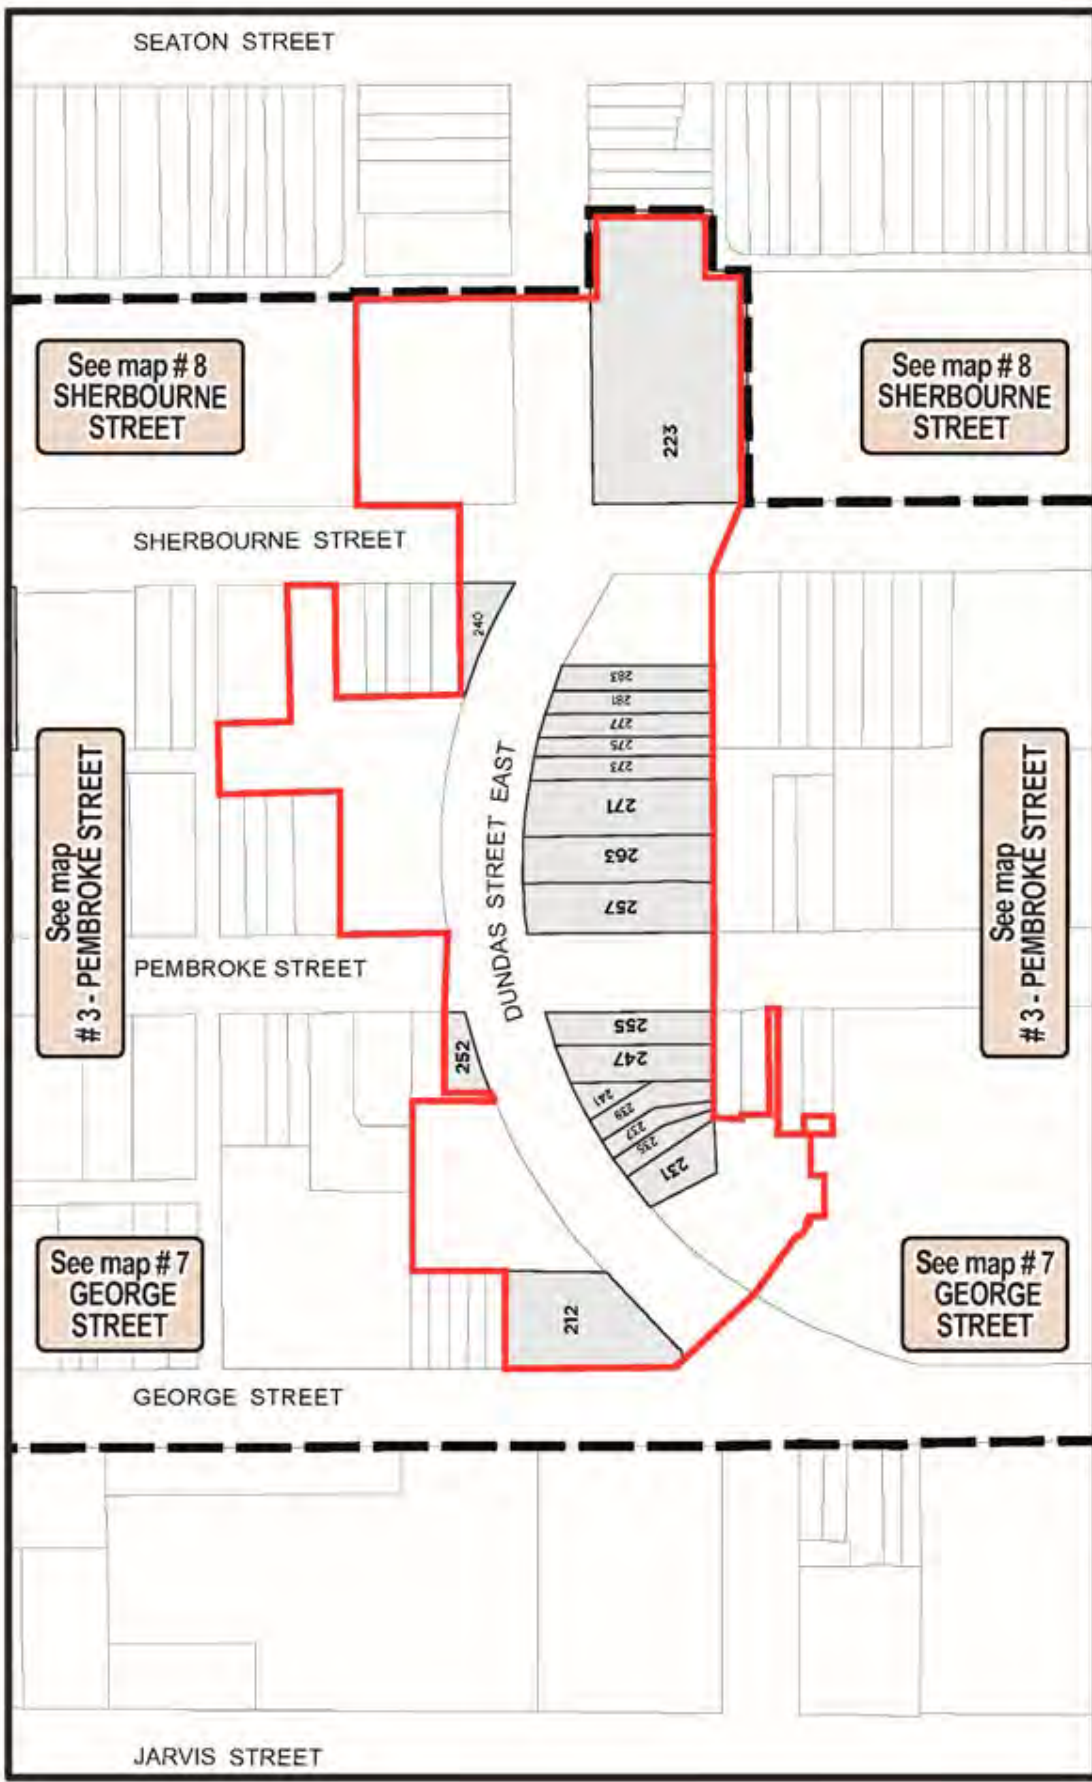 SEATON STREET
See map # 8
SHERBOURNE
STREET
See map # 8
SHERBOURNE
STREET
223
SHERBOURNE STREET
240
283
281
277
275
273
271
263
257
DUNDAS STREET EAST
See map
# 3 - PEMBROKE STREET
See map
# 3 - PEMBROKE STREET
PEMBROKE STREET
255
252
247
241
239
237
235
231
See map # 7
GEORGE
STREET
See map # 7
GEORGE
STREET
212
GEORGE STREET
JARVIS STREET